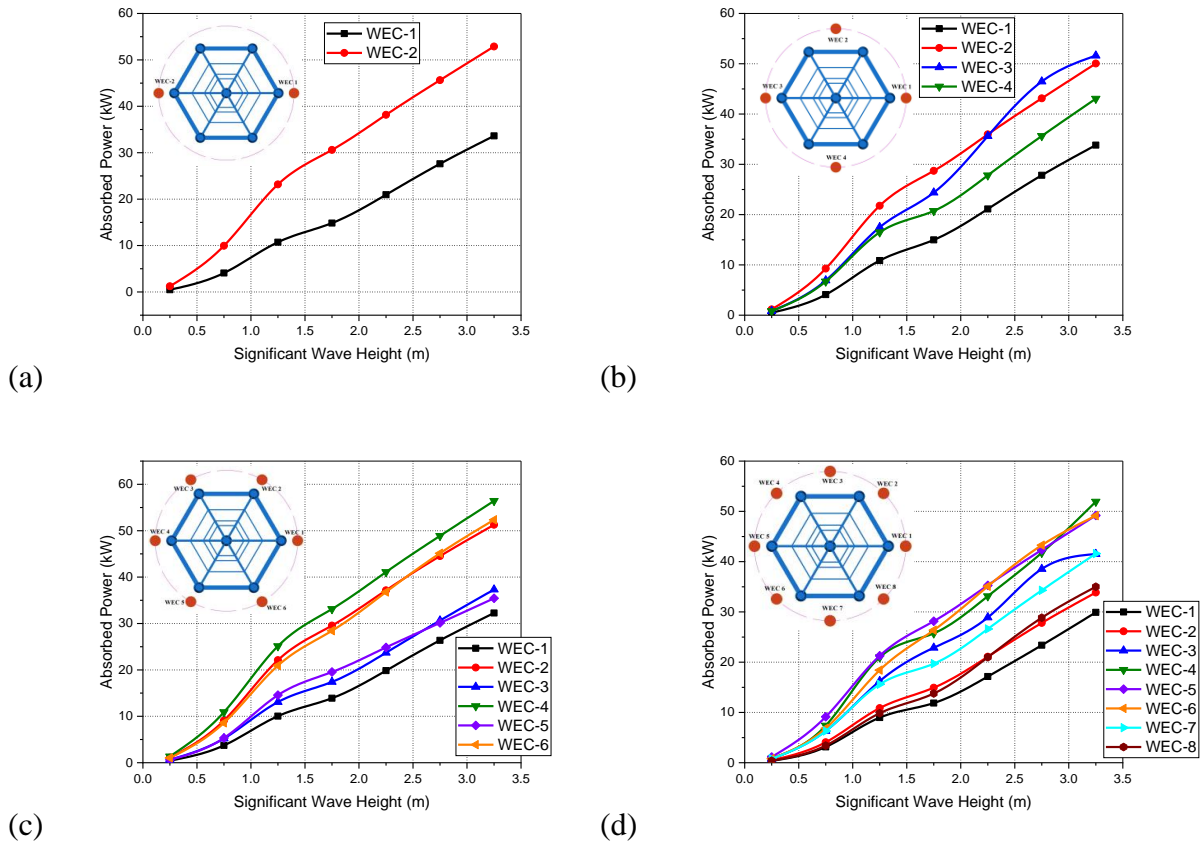 60
50
40
30
20
10
0
Absorbed Power (kW)
WEC-2
WEC 1
WEC-1
WEC-2
0.0 0.5 1.0 1.5 2.0 2.5 3.0 3.5
Significant Wave Height (m)
(a)
60
50
40
30
20
10
0
Absorbed Power (kW)
WEC 2
WEC 3
WEC 1
WEC 4
WEC-1
WEC-2
WEC-3
WEC-4
0.0 0.5 1.0 1.5 2.0 2.5 3.0 3.5
Significant Wave Height (m)
(b)
60
50
40
30
20
10
0
Absorbed Power (kW)
WEC 3
WEC 2
WEC 4
WEC 1
WEC 5
WEC 6
WEC-1
WEC-2
WEC-3
WEC-4
WEC-5
WEC-6
0.0 0.5 1.0 1.5 2.0 2.5 3.0 3.5
Significant Wave Height (m)
(c)
60
50
40
30
20
10
0
Absorbed Power (kW)
WEC 4
WEC 3
WEC 2
WEC 5
WEC 1
WEC 6
WEC 7
WEC 8
WEC-1
WEC-2
WEC-3
WEC-4
WEC-5
WEC-6
WEC-7
WEC-8
0.0 0.5 1.0 1.5 2.0 2.5 3.0 3.5
Significant Wave Height (m)
(d)